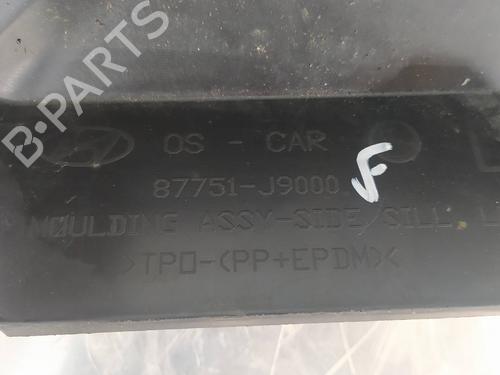 B-Parts
OS - CAR
87751-J9000
MOULDING ASSY-SIDE/SILL, L
>TPO-(PP+EPDM)<